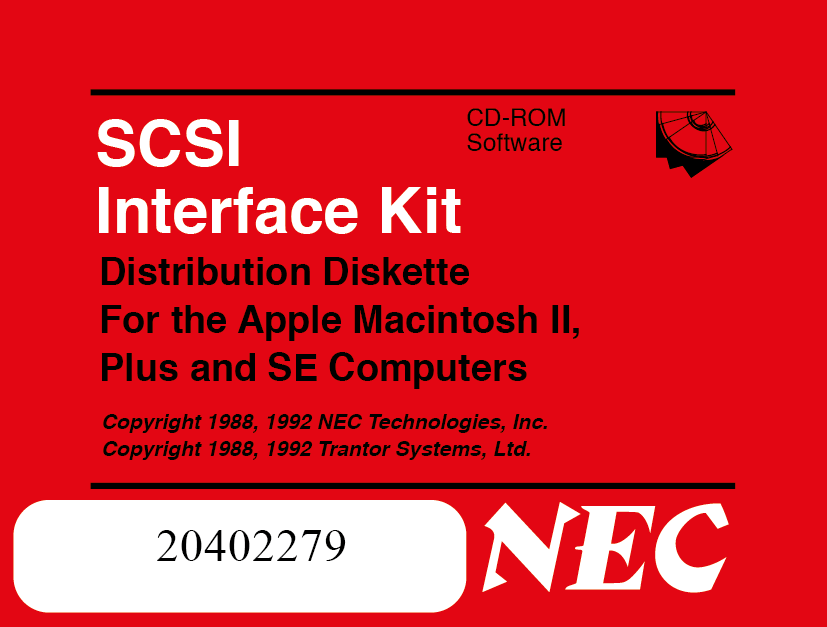 SCSI
Interface Kit
CD-ROM
Software
Distribution Diskette
For the Apple Macintosh II,
Plus and SE Computers
Copyright 1988, 1992 NEC Technologies, Inc.
Copyright 1988, 1992 Trantor Systems, Ltd.
20402279
NEC